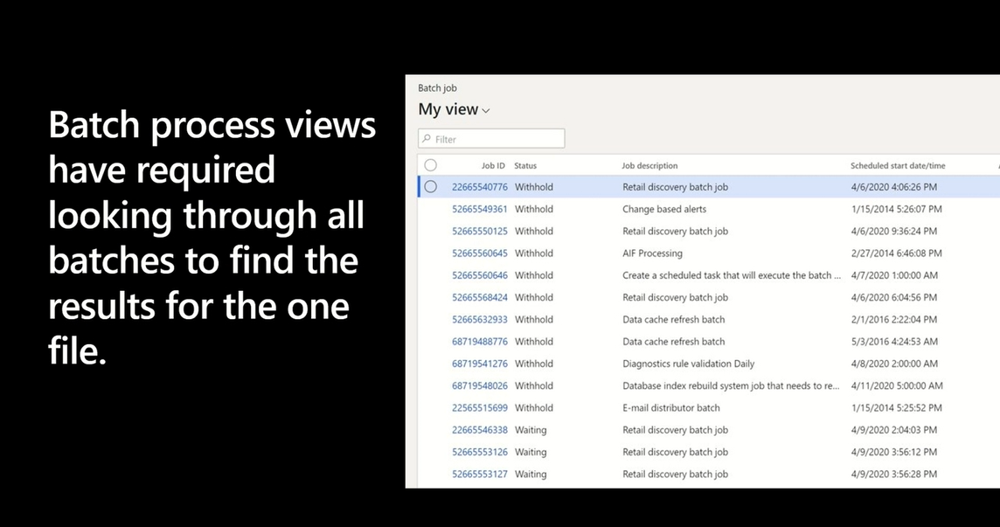 Batch process views
have required
looking through all
batches to find the
results for the one
file.
Batch job
My view
Filter
Job ID Status Job description Scheduled start date/time
22665540776 Withhold Retail discovery batch job 4/6/2020 4:06:26 PM
52665549361 Withhold Change based alerts 1/15/2014 5:26:07 PM
52665550125 Withhold Retail discovery batch job 4/6/2020 9:36:24 PM
52665560645 Withhold AIF Processing 2/27/2014 6:46:08 PM
52665560646 Withhold Create a scheduled task that will execute the batch ... 4/7/2020 1:00:00 AM
52665568424 Withhold Retail discovery batch job 4/6/2020 6:04:56 PM
52665632933 Withhold Data cache refresh batch 2/1/2016 2:22:04 PM
68719488776 Withhold Data cache refresh batch 5/3/2016 4:24:53 AM
68719541276 Withhold Diagnostics rule validation Daily 4/8/2020 2:00:00 AM
68719548026 Withhold Database index rebuild system job that needs to re... 4/11/2020 5:00:00 AM
22565515699 Withhold E-mail distributor batch 1/15/2014 5:25:52 PM
22665546338 Waiting Retail discovery batch job 4/9/2020 2:04:03 PM
52665553126 Waiting Retail discovery batch job 4/9/2020 3:56:12 PM
52665553127 Waiting Retail discovery batch job 4/9/2020 3:56:28 PM